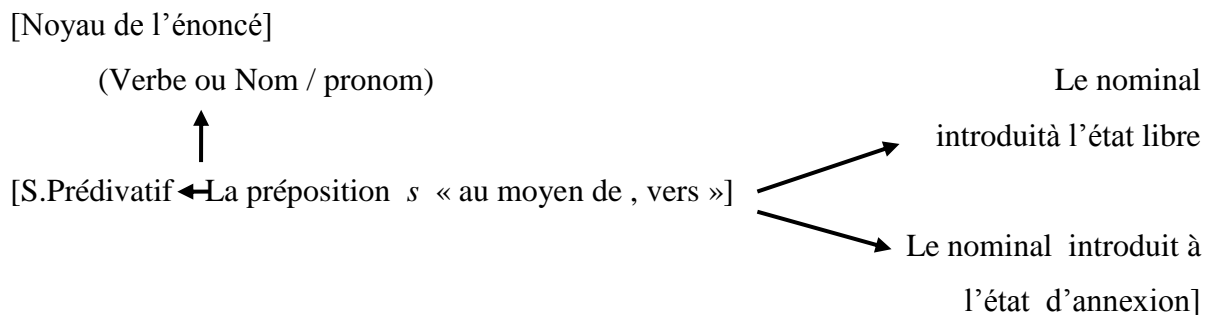 [Noyau de l’énoncé]
(Verbe ou Nom / pronom)
Le nominal
introduità l’état libre
[S.Prédivatif La préposition s « au moyen de , vers »]
Le nominal introduit à
l’état d’annexion]